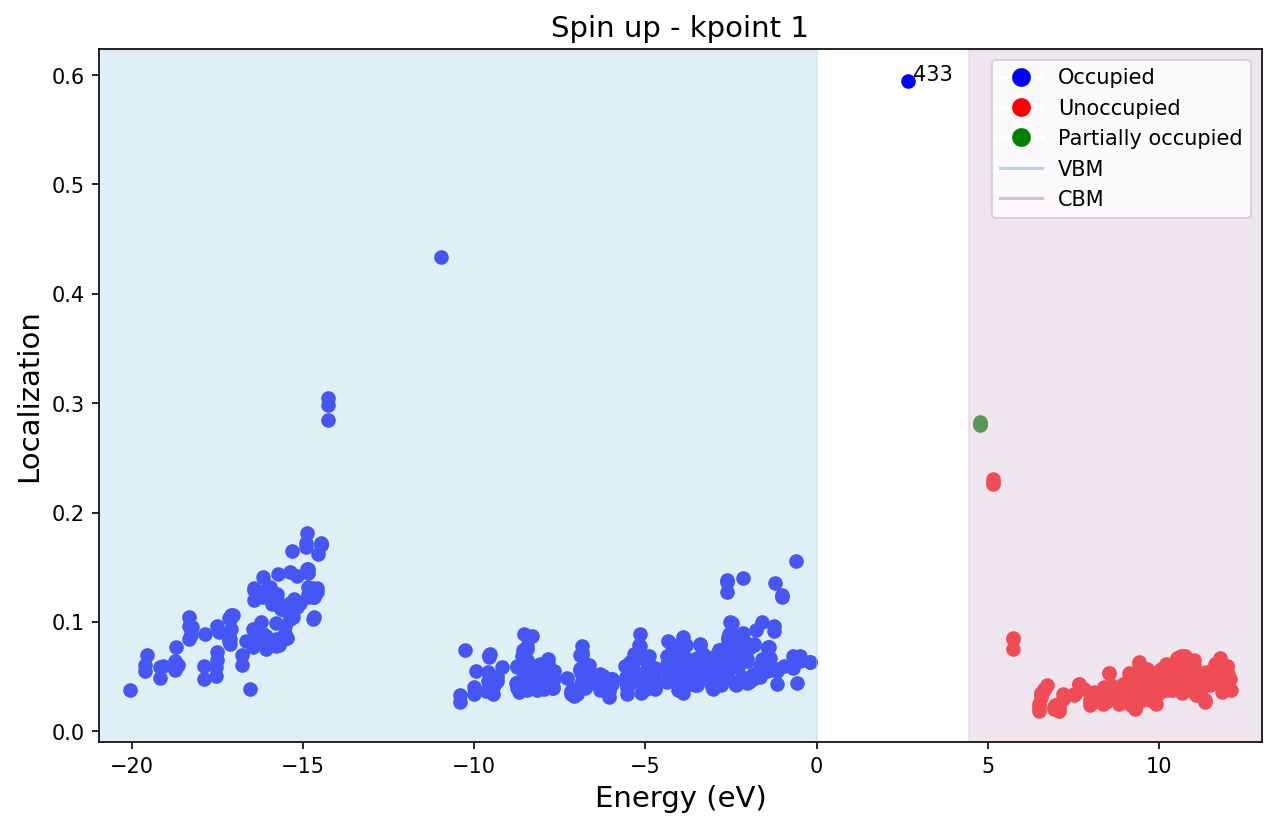 Spin up - kpoint 1
433
Occupied
Unoccupied
Partially occupied
VBM
CBM
Localization
0.6
0.5
0.4
0.3
0.2
0.1
0.0
−20
−15
−10
−5
0
5
10
Energy (eV)